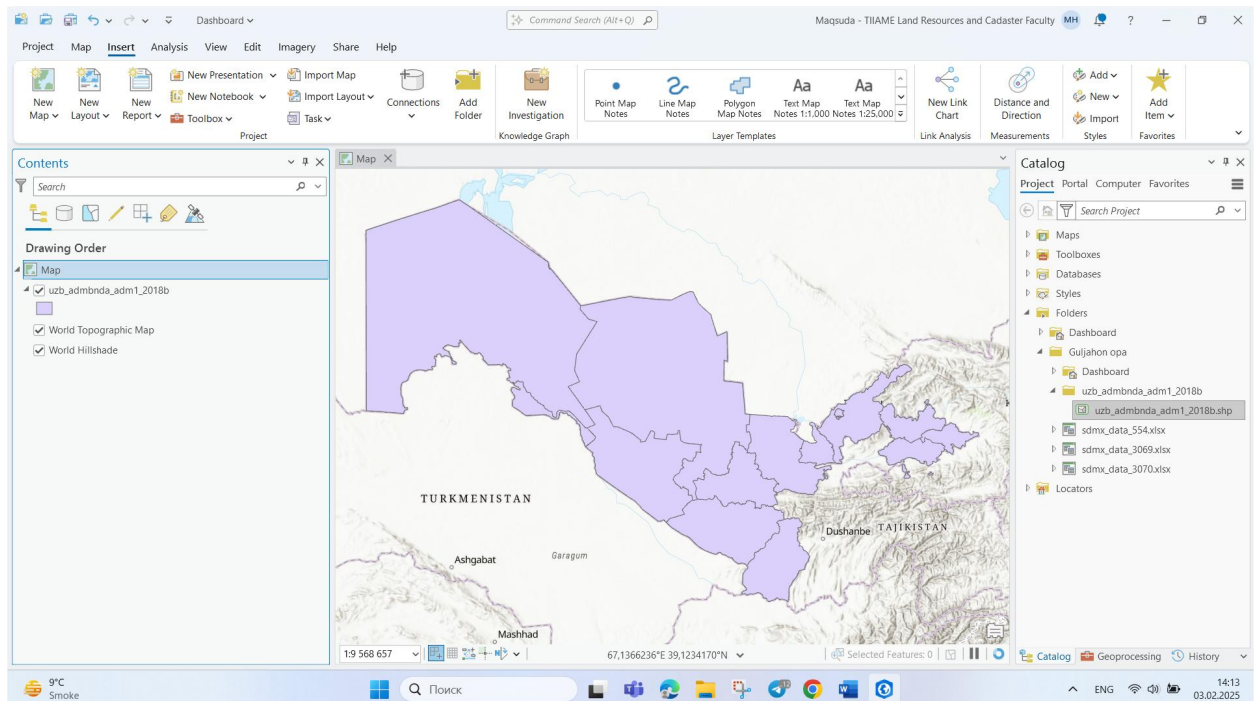 Dashboard
Command Search (Alt+Q)
Maqsuda - TIIAME Land Resources and Cadaster Faculty
MH
?
Project Map Insert Analysis View Edit Imagery Share Help
New Map
New Layout
New Report
New Presentation
New Notebook
Toolbox
Import Map
Import Layout
Task
Connections
Add Folder
Project
New Investigation
Knowledge Graph
Point Map Notes
Line Map Notes
Polygon Map Notes
Aa
Text Map Notes 1:1,000
Aa
Text Map Notes 1:25,000
Layer Templates
New Link Chart
Link Analysis
Distance and Direction
Measurements
Add
New
Import
Styles
Add Item
Favorites
Contents
Search
Drawing Order
Map
uzb_admbnda_adm1_2018b
World Topographic Map
World Hillshade
Map
TURKMENISTAN
Ashgabat
Garagum
Mashhad
Dushanbe
TAJIKISTAN
1:9 568 657
67,1366236°E 39,1234170°N
Selected Features: 0
Catalog
Project Portal Computer Favorites
Search Project
Maps
Toolboxes
Databases
Styles
Folders
Dashboard
Guljahon opa
Dashboard
uzb_admbnda_adm1_2018b
uzb_admbnda_adm1_2018b.shp
sdmx_data_554.xlsx
sdmx_data_3069.xlsx
sdmx_data_3070.xlsx
Locators
Catalog Geoprocessing History
9°C
Smoke
Поиск
ENG
14:13
03.02.2025